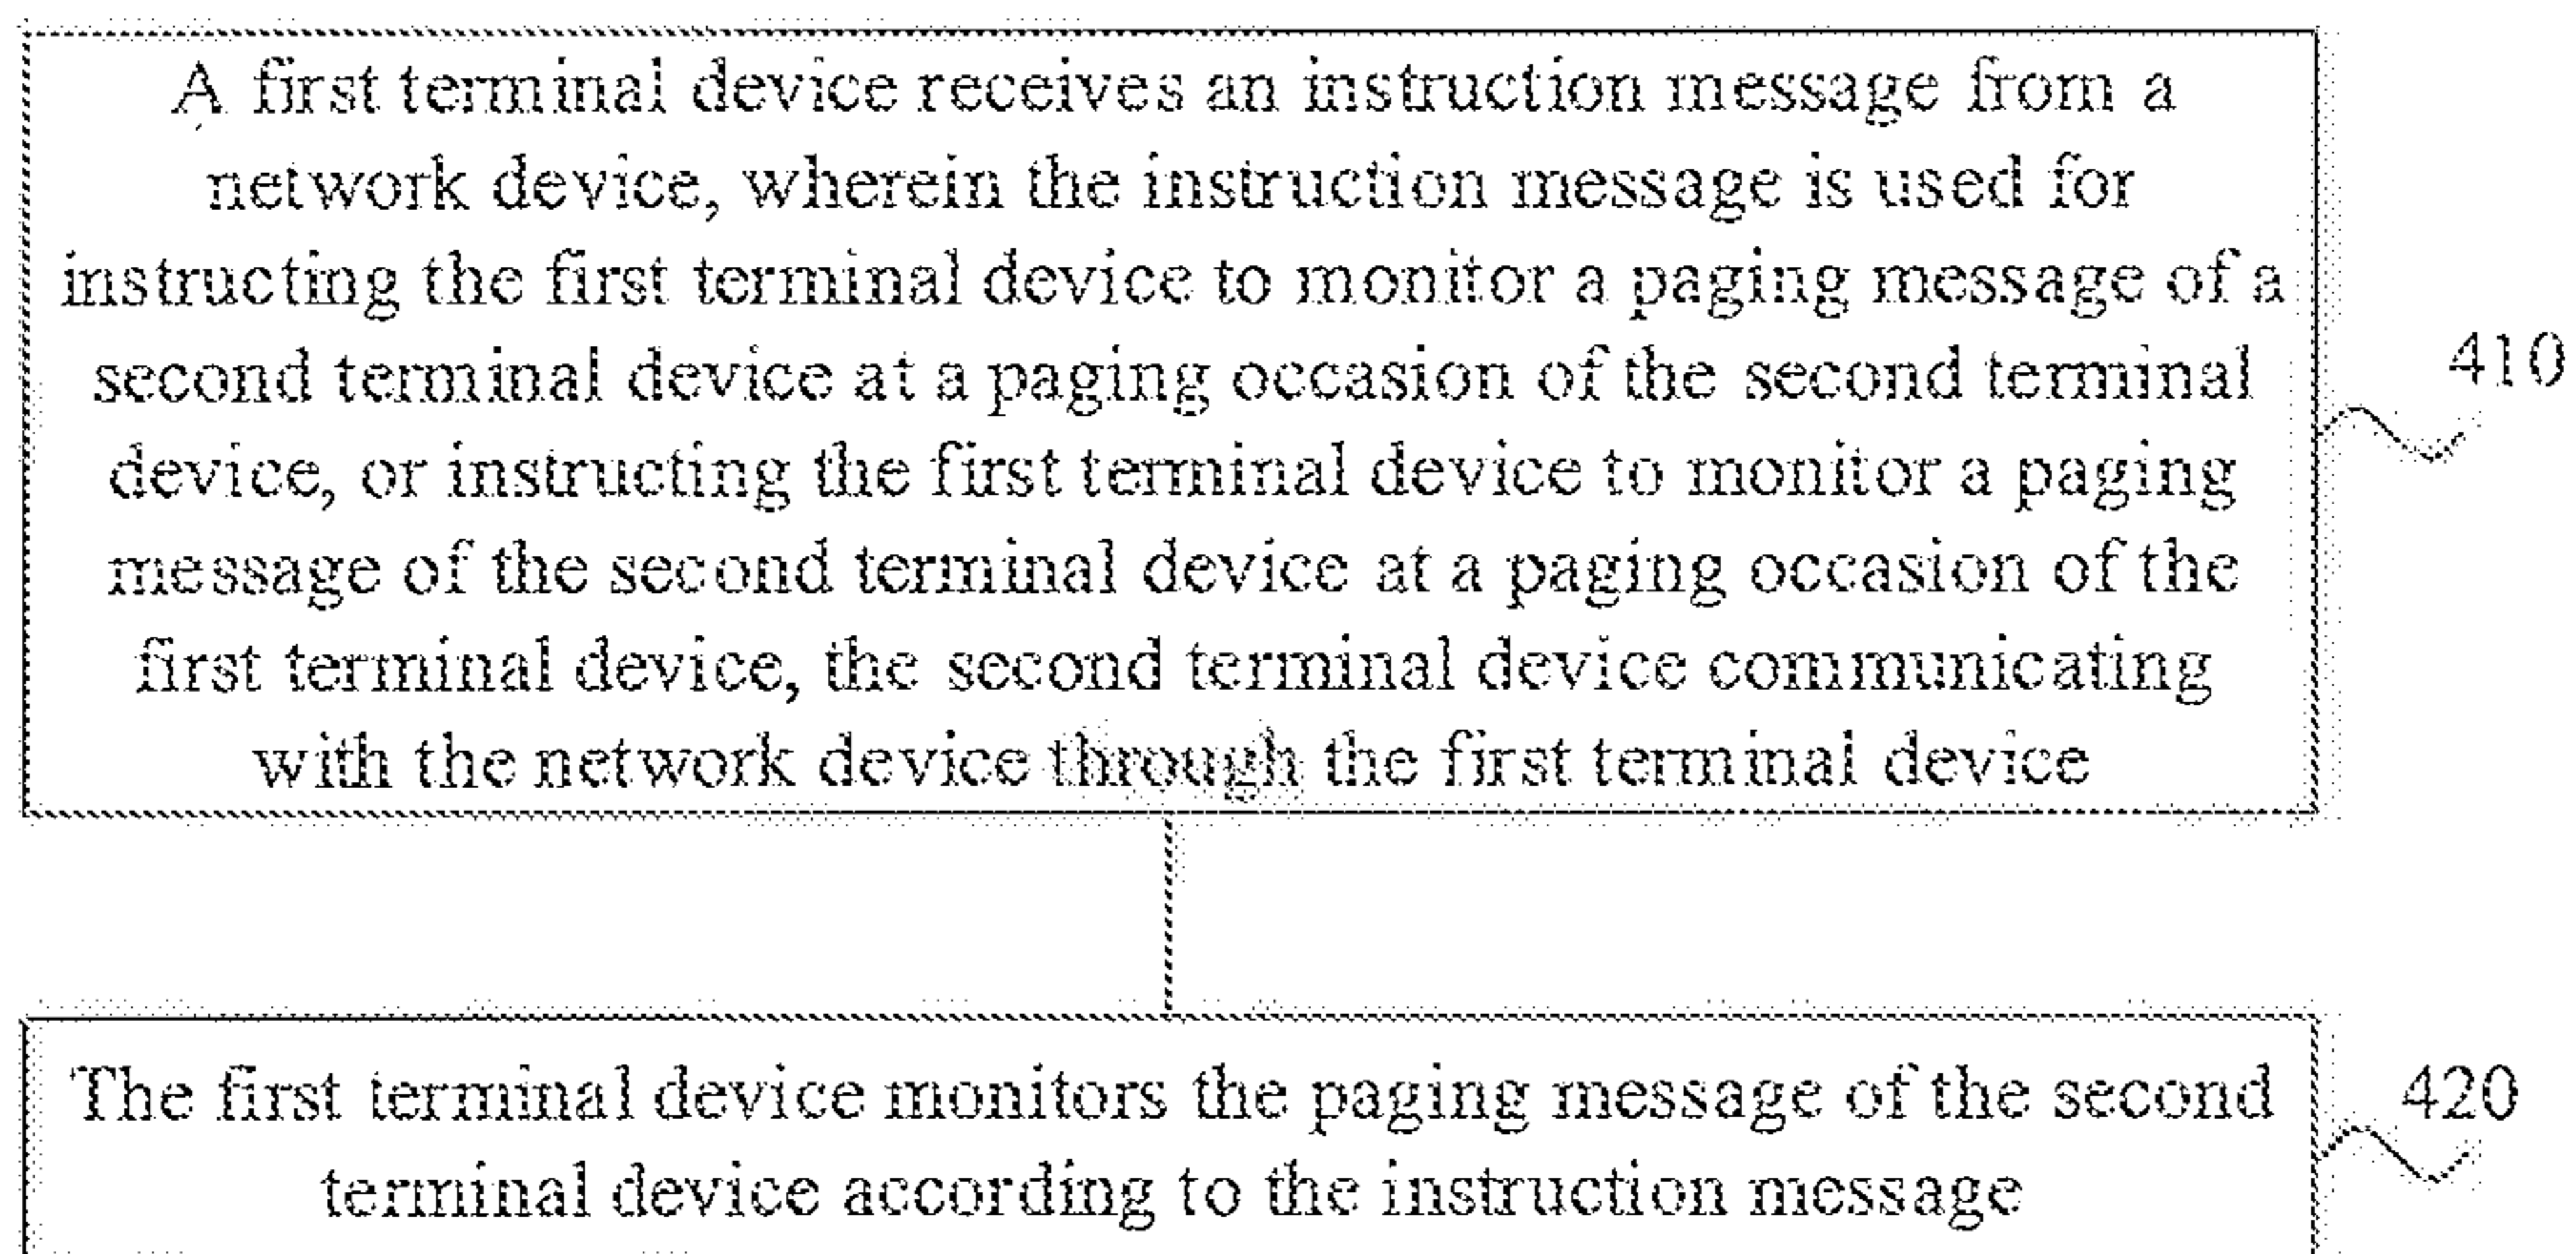 A first terminal device receives an instruction message from a
network device, wherein the instruction message is used for
instructing the first terminal device to monitor a paging message of a
second terminal device at a paging occasion of the second terminal
device, or instructing the first terminal device to monitor a paging
message of the second terminal device at a paging occasion of the
first terminal device, the second terminal device communicating
with the network device through the first terminal device
410
The first terminal device monitors the paging message of the second
terminal device according to the instruction message
420